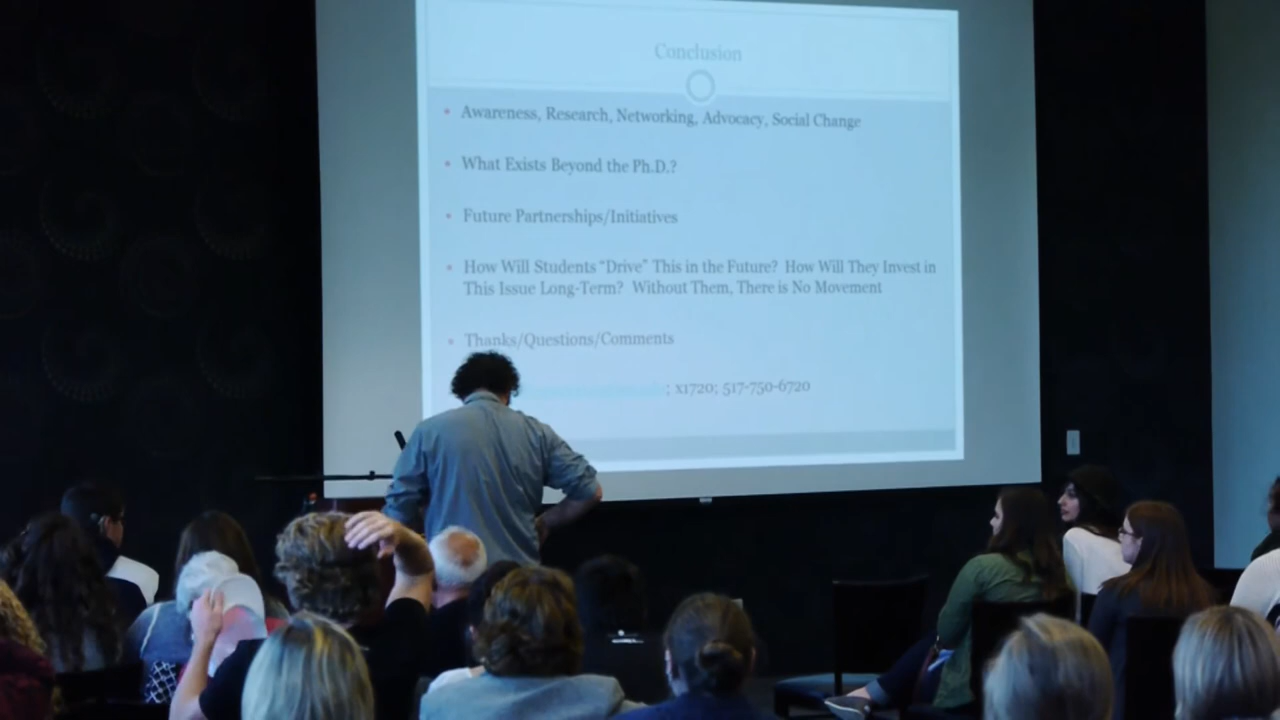 Conclusion
• Awareness, Research, Networking, Advocacy, Social Change
• What Exists Beyond the Ph.D.?
• Future Partnerships/Initiatives
• How Will Students “Drive” This in the Future? How Will They Invest in
This Issue Long-Term? Without Them, There is No Movement
• Thanks/Questions/Comments
; x1720; 517-750-6720